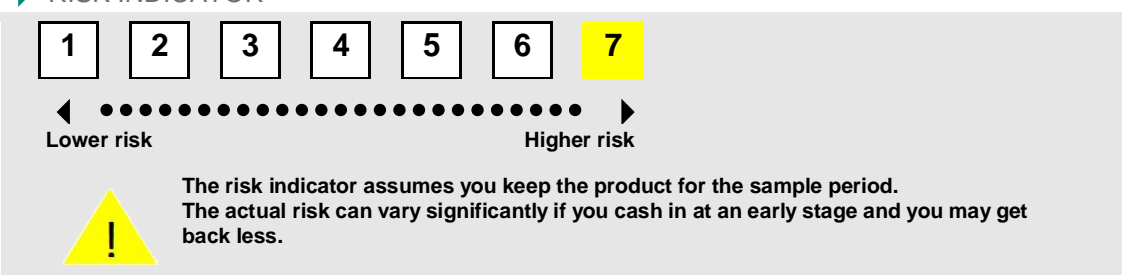 RISK INDICATOR
1 2 3 4 5 6 7
Lower risk Higher risk
The risk indicator assumes you keep the product for the sample period.
The actual risk can vary significantly if you cash in at an early stage and you may get
back less.
!